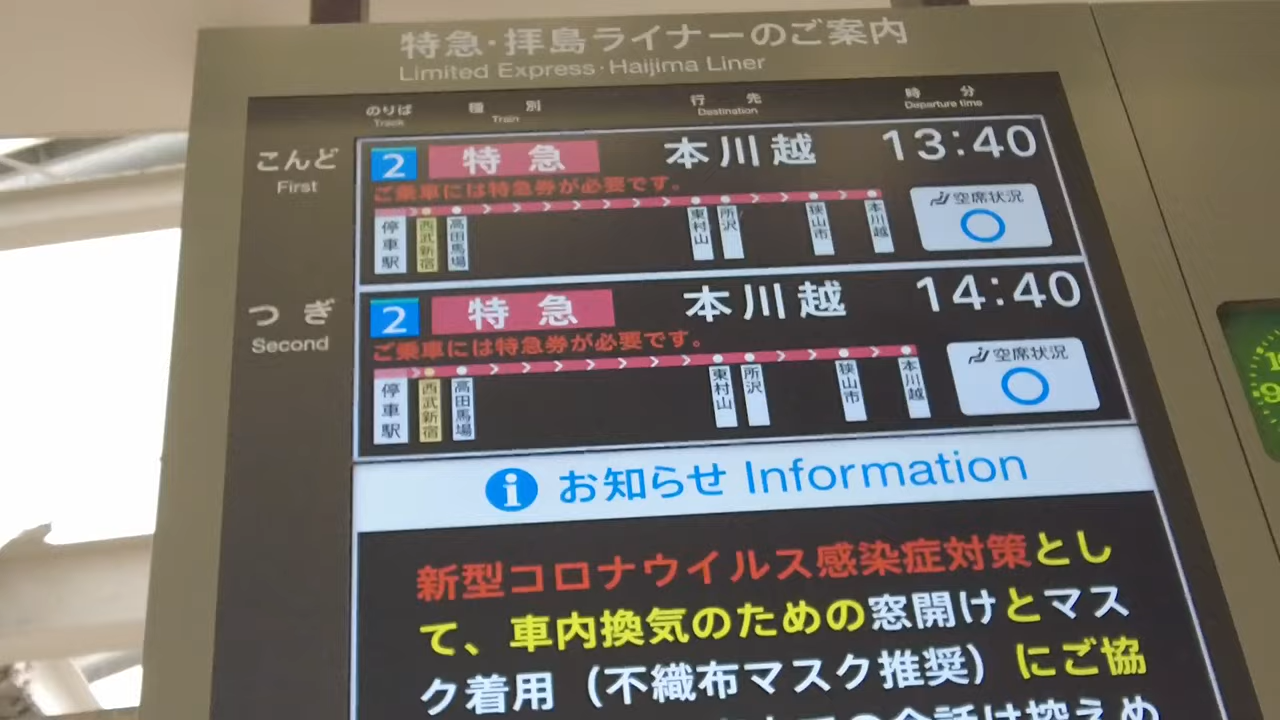 特急・拝島ライナーのご案内
Limited Express・Haijima Liner
のりば 種別 行先 時分
Track Train Destination Departure time
こんど
First
2 特急 本川越 13:40
ご乗車には特急券が必要です。
停車駅 西武新宿 高田馬場 東村山 所沢 狭山市 本川越
空席状況
つぎ
Second
2 特急 本川越 14:40
ご乗車には特急券が必要です。
停車駅 西武新宿 高田馬場 東村山 所沢 狭山市 本川越
空席状況
i お知らせ Information
新型コロナウイルス感染症対策とし
て、車内換気のための窓開けとマス
ク着用（不織布マスク推奨）にご協